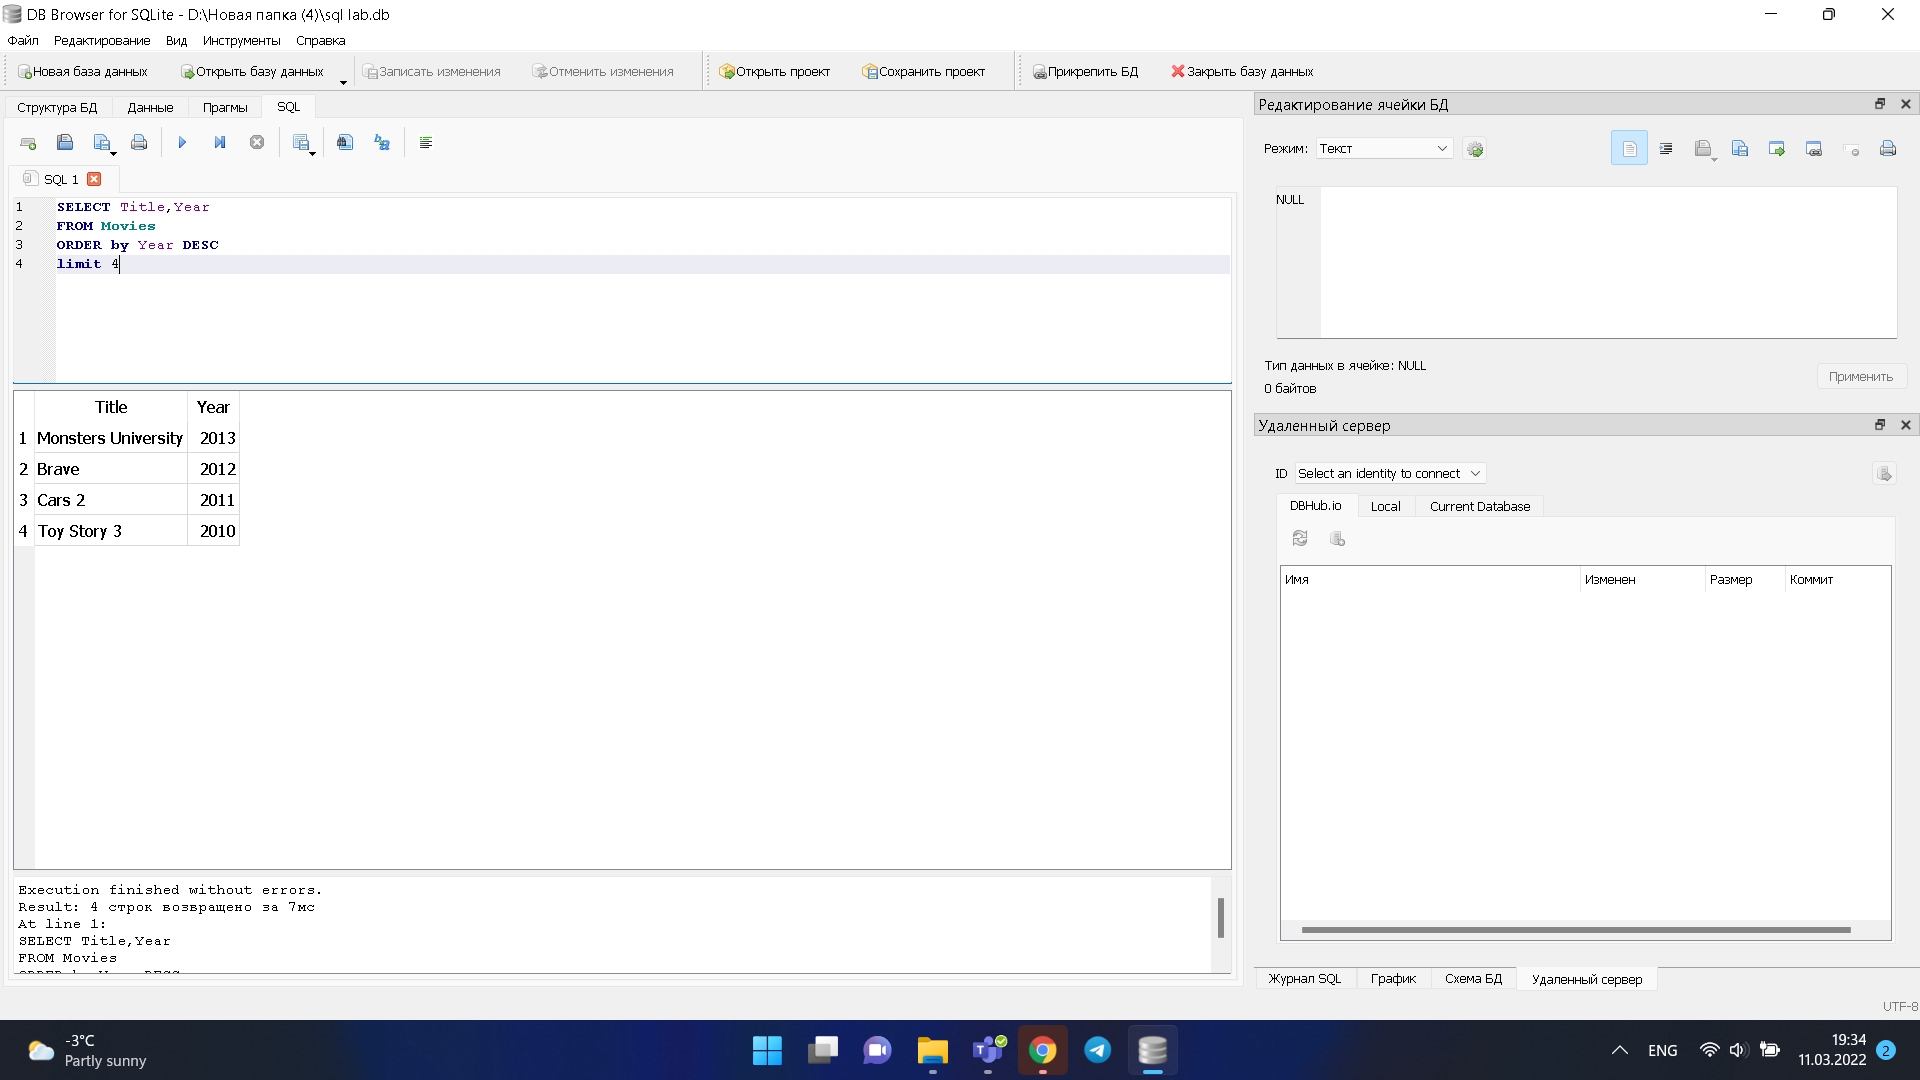 DB Browser for SQLite - D:\Новая папка (4)\sql lab.db
Файл Редактирование Вид Инструменты Справка
Новая база данных Открыть базу данных Записать изменения Отменить изменения Открыть проект Сохранить проект Прикрепить БД Закрыть базу данных
Структура БД Данные Прагмы SQL
SQL 1
1 SELECT Title,Year
2 FROM Movies
3 ORDER by Year DESC
4 limit 4
Title Year
1 Monsters University 2013
2 Brave 2012
3 Cars 2 2011
4 Toy Story 3 2010
Execution finished without errors.
Result: 4 строк возвращено за 7мс
At line 1:
SELECT Title,Year
FROM Movies
ORDER by Year DESC
Редактирование ячейки БД
Режим: Текст
NULL
Тип данных в ячейке: NULL
0 байтов
Применить
Удаленный сервер
ID Select an identity to connect
DBHub.io Local Current Database
Имя Изменен Размер Коммит
Журнал SQL График Схема БД Удаленный сервер
UTF-8
-3°C
Partly sunny
ENG
19:34
11.03.2022
2